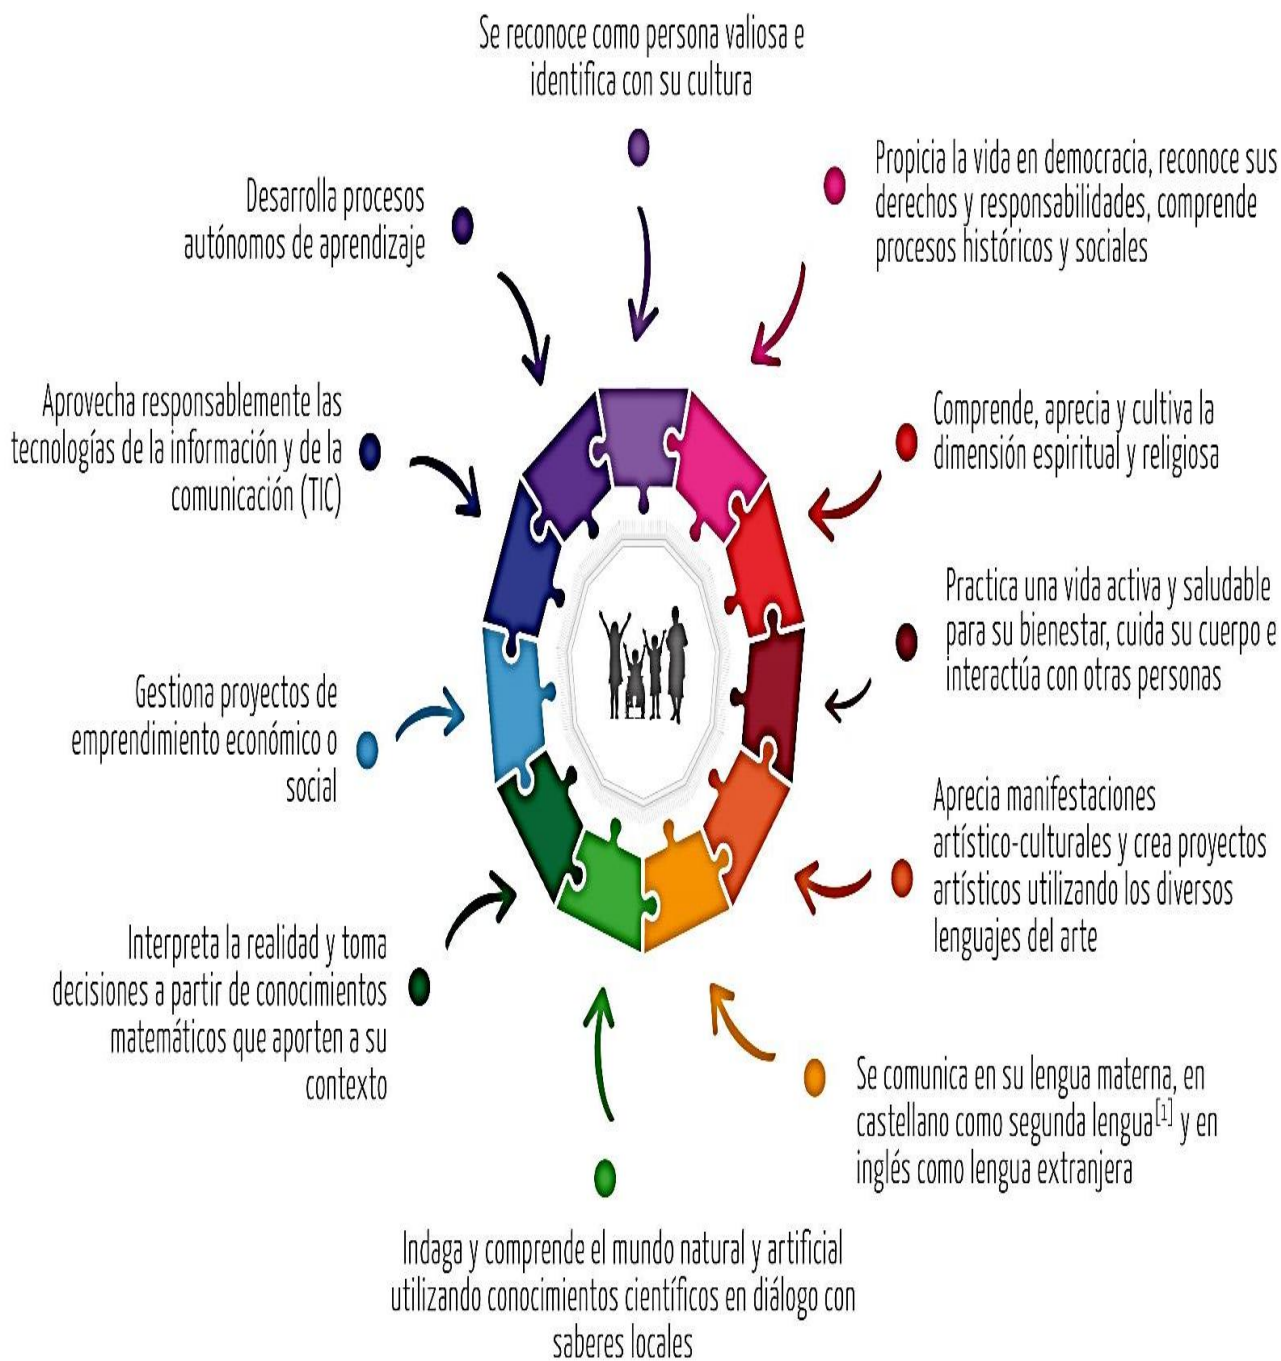 Se reconoce como persona valiosa e
identifica con su cultura
Propicia la vida en democracia, reconoce sus
derechos y responsabilidades, comprende
procesos históricos y sociales
Comprende, aprecia y cultiva la
dimensión espiritual y religiosa
Practica una vida activa y saludable
para su bienestar, cuida su cuerpo e
interactúa con otras personas
Aprecia manifestaciones
artístico-culturales y crea proyectos
artísticos utilizando los diversos
lenguajes del arte
Se comunica en su lengua materna, en
castellano como segunda lengua[1] y en
inglés como lengua extranjera
Indaga y comprende el mundo natural y artificial
utilizando conocimientos científicos en diálogo con
saberes locales
Interpreta la realidad y toma
decisiones a partir de conocimientos
matemáticos que aporten a su
contexto
Gestiona proyectos de
emprendimiento económico o
social
Aprovecha responsablemente las
tecnologías de la información y de la
comunicación (TIC)
Desarrolla procesos
autónomos de aprendizaje